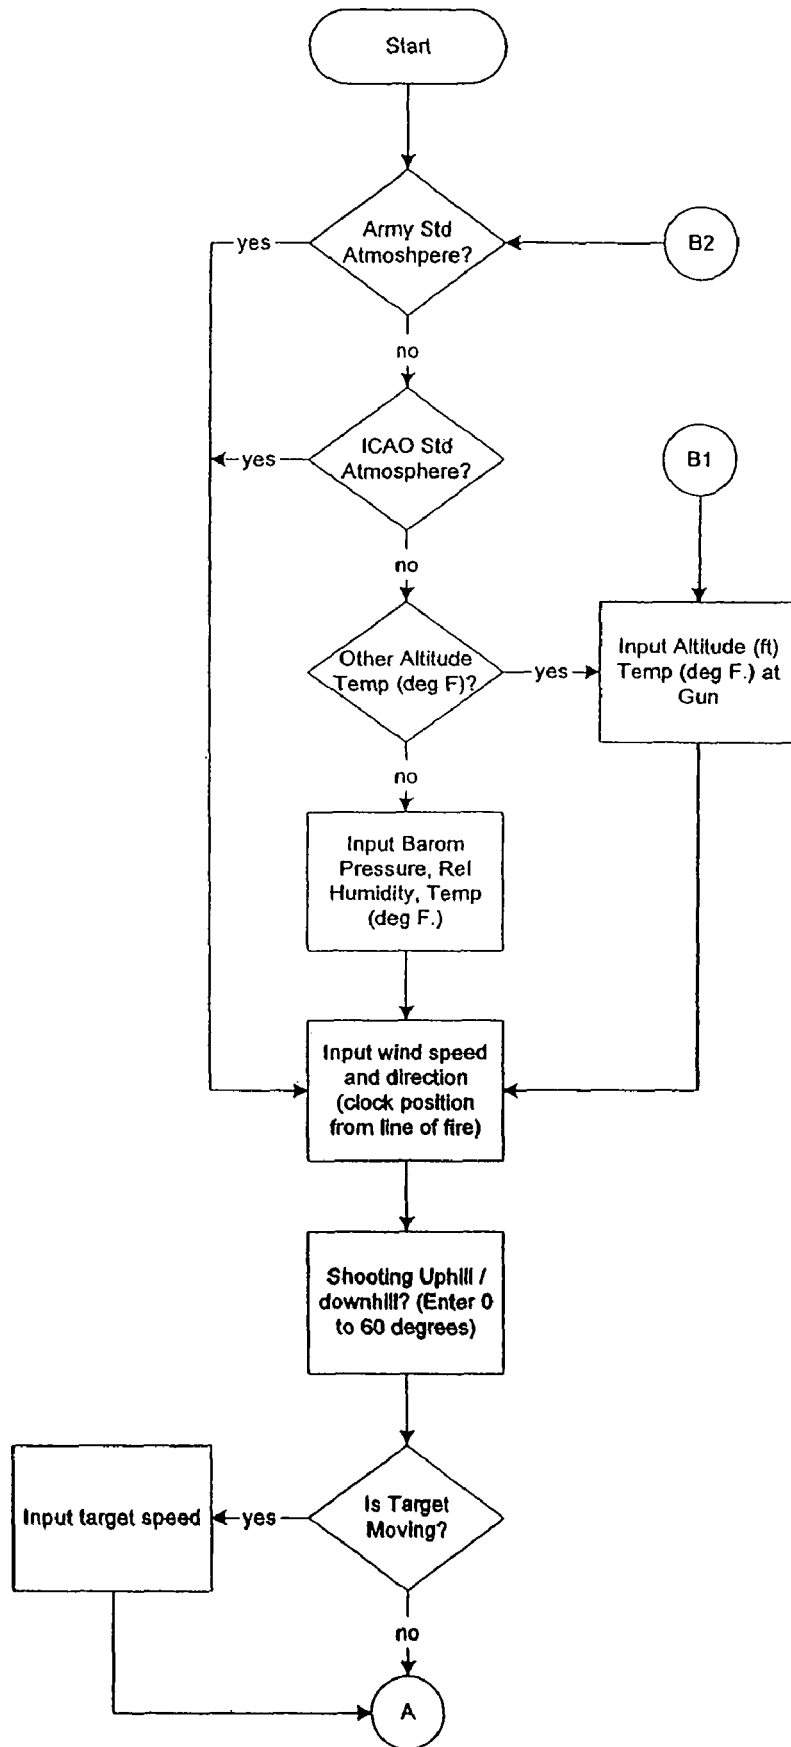 Start
Army Std
Atmoshpere?
yes
B2
no
ICAO Std
Atmosphere?
yes
B1
no
Other Altitude
Temp (deg F)?
yes
Input Altitude (ft)
Temp (deg F.) at
Gun
no
Input Barom
Pressure, Rel
Humidity, Temp
(deg F.)
Input wind speed
and direction
(clock position
from line of fire)
Shooting Uphill /
downhill? (Enter 0
to 60 degrees)
Input target speed
yes
Is Target
Moving?
no
A